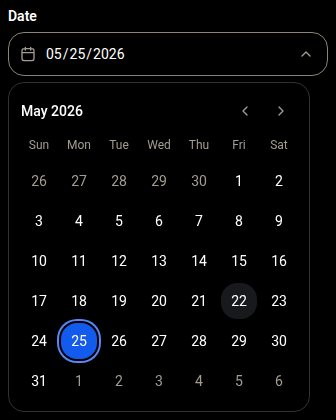 Date
05/25/2026
May 2026
Sun Mon Tue Wed Thu Fri Sat
26 27 28 29 30 1 2
3 4 5 6 7 8 9
10 11 12 13 14 15 16
17 18 19 20 21 22 23
24 25 26 27 28 29 30
31 1 2 3 4 5 6